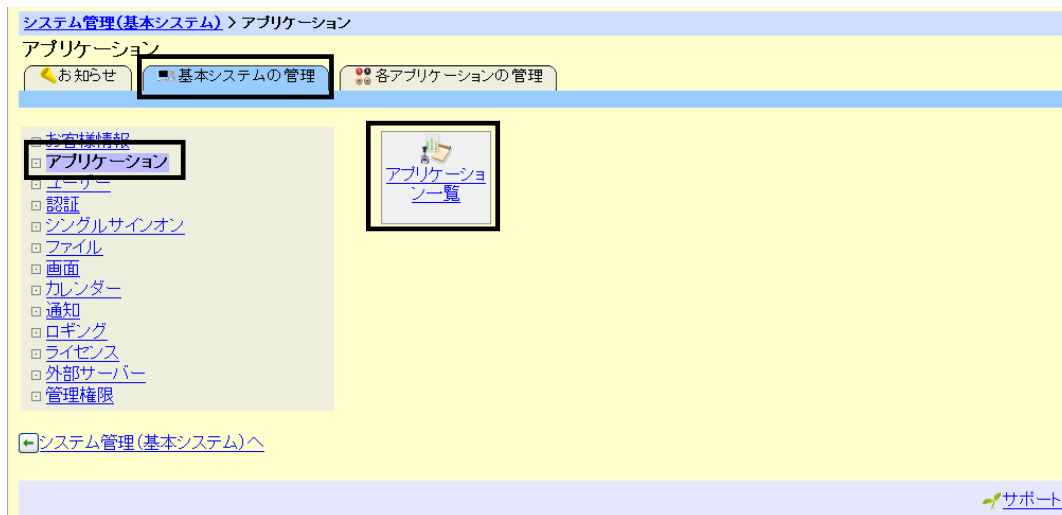 システム管理(基本システム) > アプリケーション
アプリケーション
お知らせ 基本システムの管理 各アプリケーションの管理
お客様情報
アプリケーション
ユーザー
認証
シングルサインオン
ファイル
画面
カレンダー
通知
ロギング
ライセンス
外部サーバー
管理権限
アプリケーショ
ン一覧
システム管理(基本システム)へ
サポート